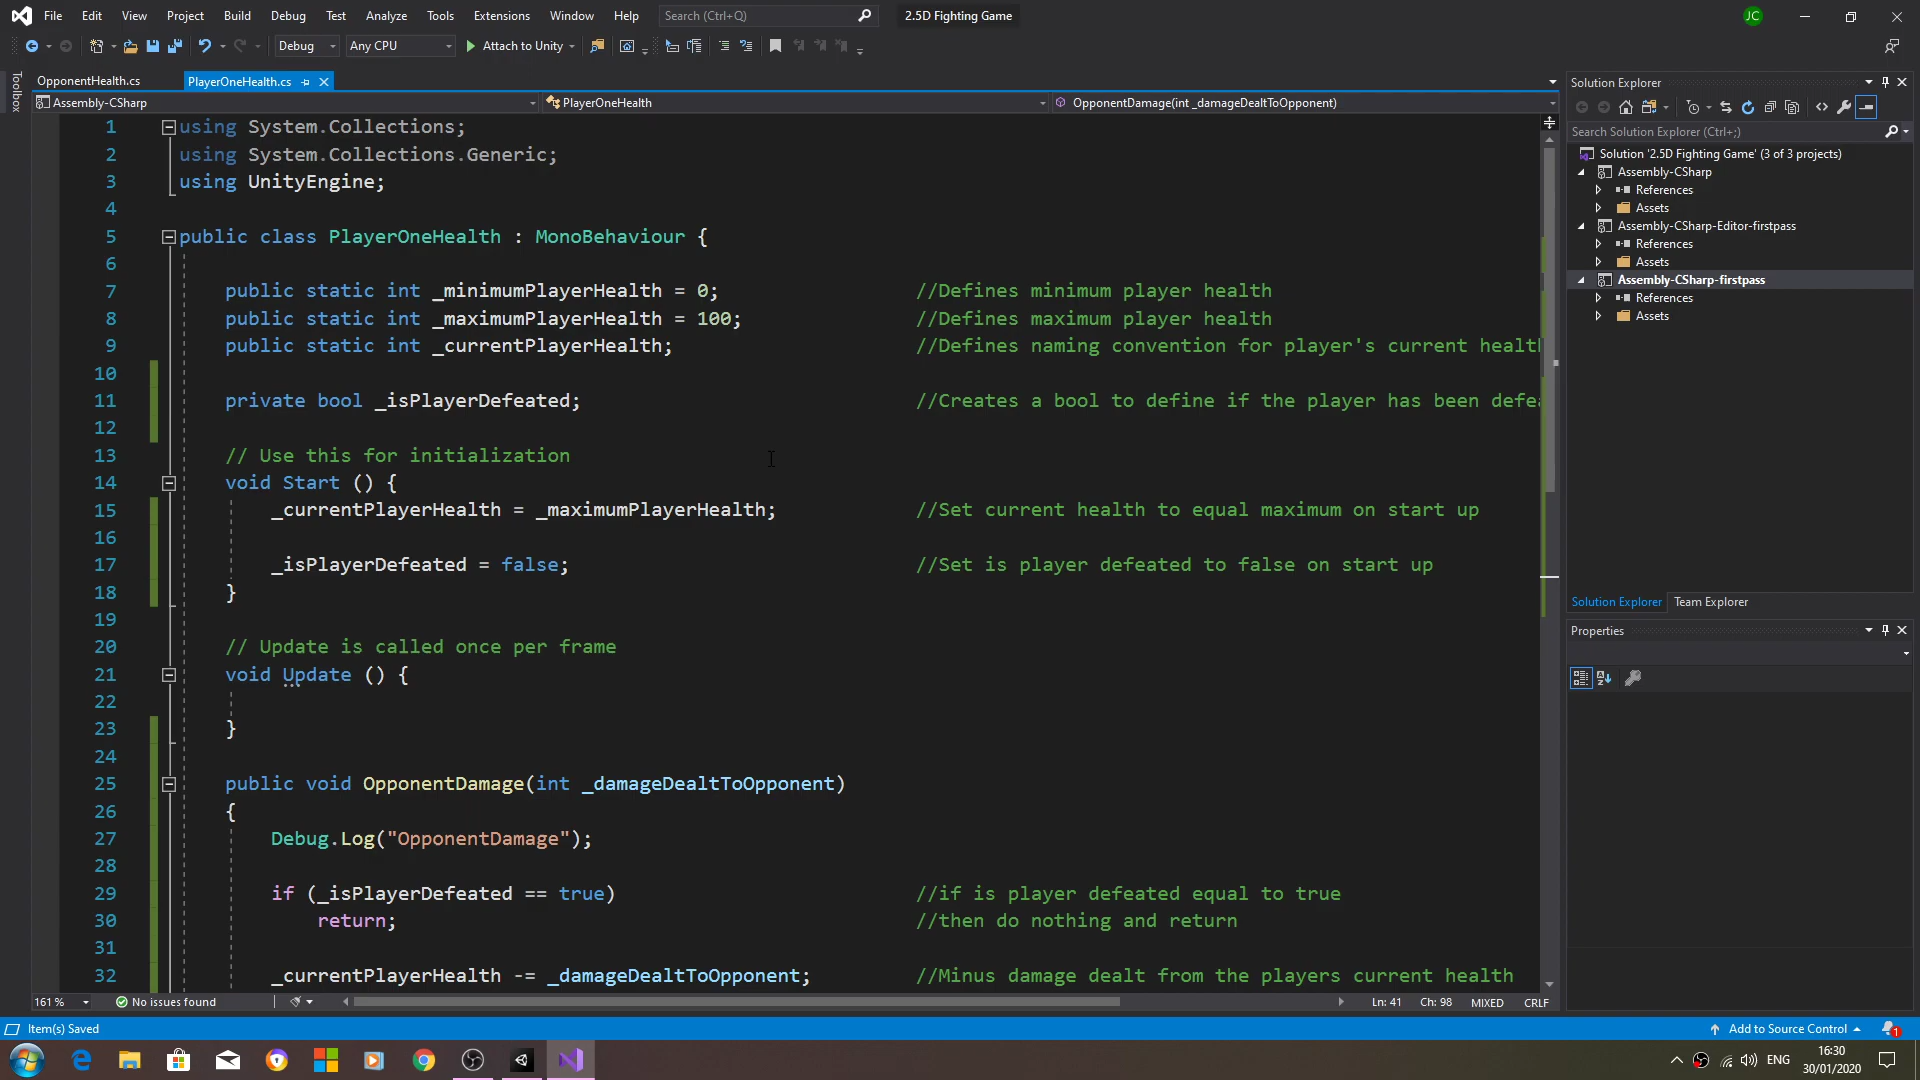 File Edit View Project Build Debug Test Analyze Tools Extensions Window Help Search (Ctrl+Q) 2.5D Fighting Game JC
Debug Any CPU Attach to Unity
Toolbox
OpponentHealth.cs PlayerOneHealth.cs
Assembly-CSharp PlayerOneHealth OpponentDamage(int _damageDealtToOpponent)
1 using System.Collections;
2 using System.Collections.Generic;
3 using UnityEngine;
4
5 public class PlayerOneHealth : MonoBehaviour {
6
7 public static int _minimumPlayerHealth = 0; //Defines minimum player health
8 public static int _maximumPlayerHealth = 100; //Defines maximum player health
9 public static int _currentPlayerHealth; //Defines naming convention for player's current healt
10
11 private bool _isPlayerDefeated; //Creates a bool to define if the player has been defe
12
13 // Use this for initialization
14 void Start () {
15 _currentPlayerHealth = _maximumPlayerHealth; //Set current health to equal maximum on start up
16
17 _isPlayerDefeated = false; //Set is player defeated to false on start up
18 }
19
20 // Update is called once per frame
21 void Update () {
22
23 }
24
25 public void OpponentDamage(int _damageDealtToOpponent)
26 {
27 Debug.Log("OpponentDamage");
28
29 if (_isPlayerDefeated == true) //if is player defeated equal to true
30 return; //then do nothing and return
31
32 _currentPlayerHealth -= _damageDealtToOpponent; //Minus damage dealt from the players current health
161 % No issues found Ln: 41 Ch: 98 MIXED CRLF
Solution Explorer
Search Solution Explorer (Ctrl+;)
Solution '2.5D Fighting Game' (3 of 3 projects)
Assembly-CSharp
References
Assets
Assembly-CSharp-Editor-firstpass
References
Assets
Assembly-CSharp-firstpass
References
Assets
Solution Explorer Team Explorer
Properties
Item(s) Saved Add to Source Control 1
ENG 16:30
30/01/2020